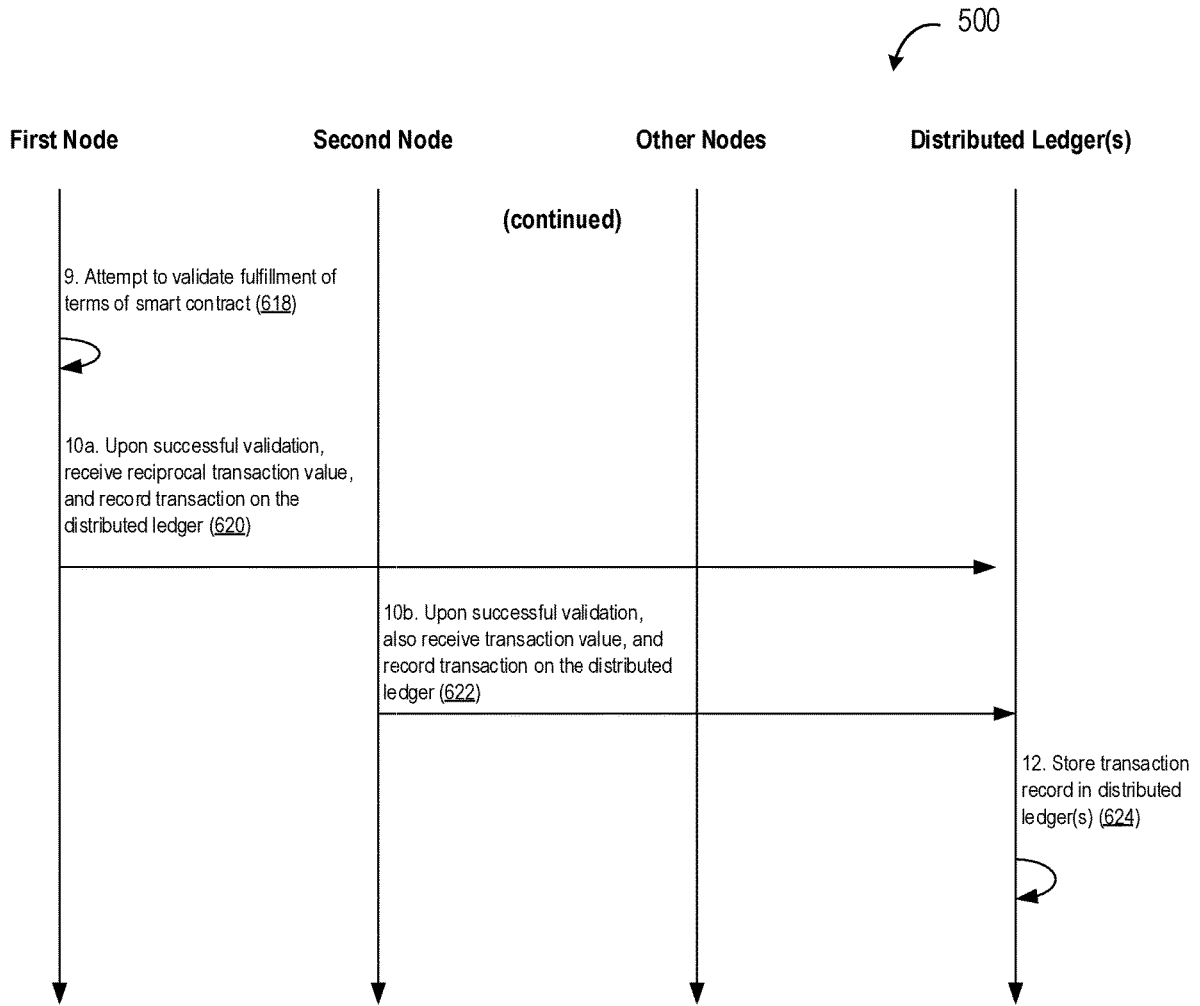 500
First Node
Second Node
Other Nodes
Distributed Ledger(s)
(continued)
9. Attempt to validate fulfillment of
terms of smart contract (618)
10a. Upon successful validation,
receive reciprocal transaction value,
and record transaction on the
distributed ledger (620)
10b. Upon successful validation,
also receive transaction value, and
record transaction on the distributed
ledger (622)
12. Store transaction
record in distributed
ledger(s) (624)